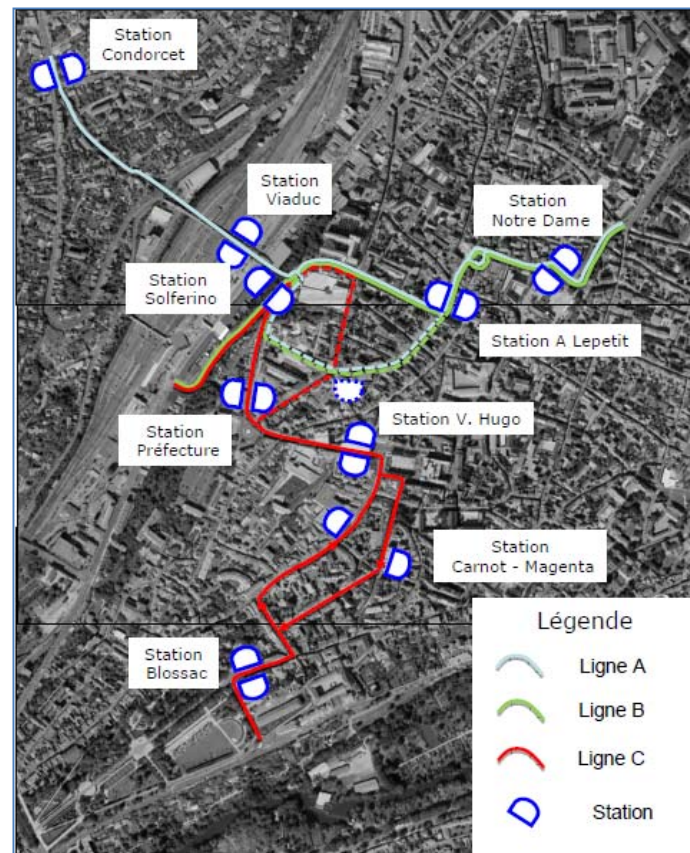 Station
Condorcet
Station
Viaduc
Station
Notre Dame
Station
Solferino
Station A Lepetit
Station
Préfecture
Station V. Hugo
Station
Carnot - Magenta
Station
Blossac
Légende
Ligne A
Ligne B
Ligne C
Station